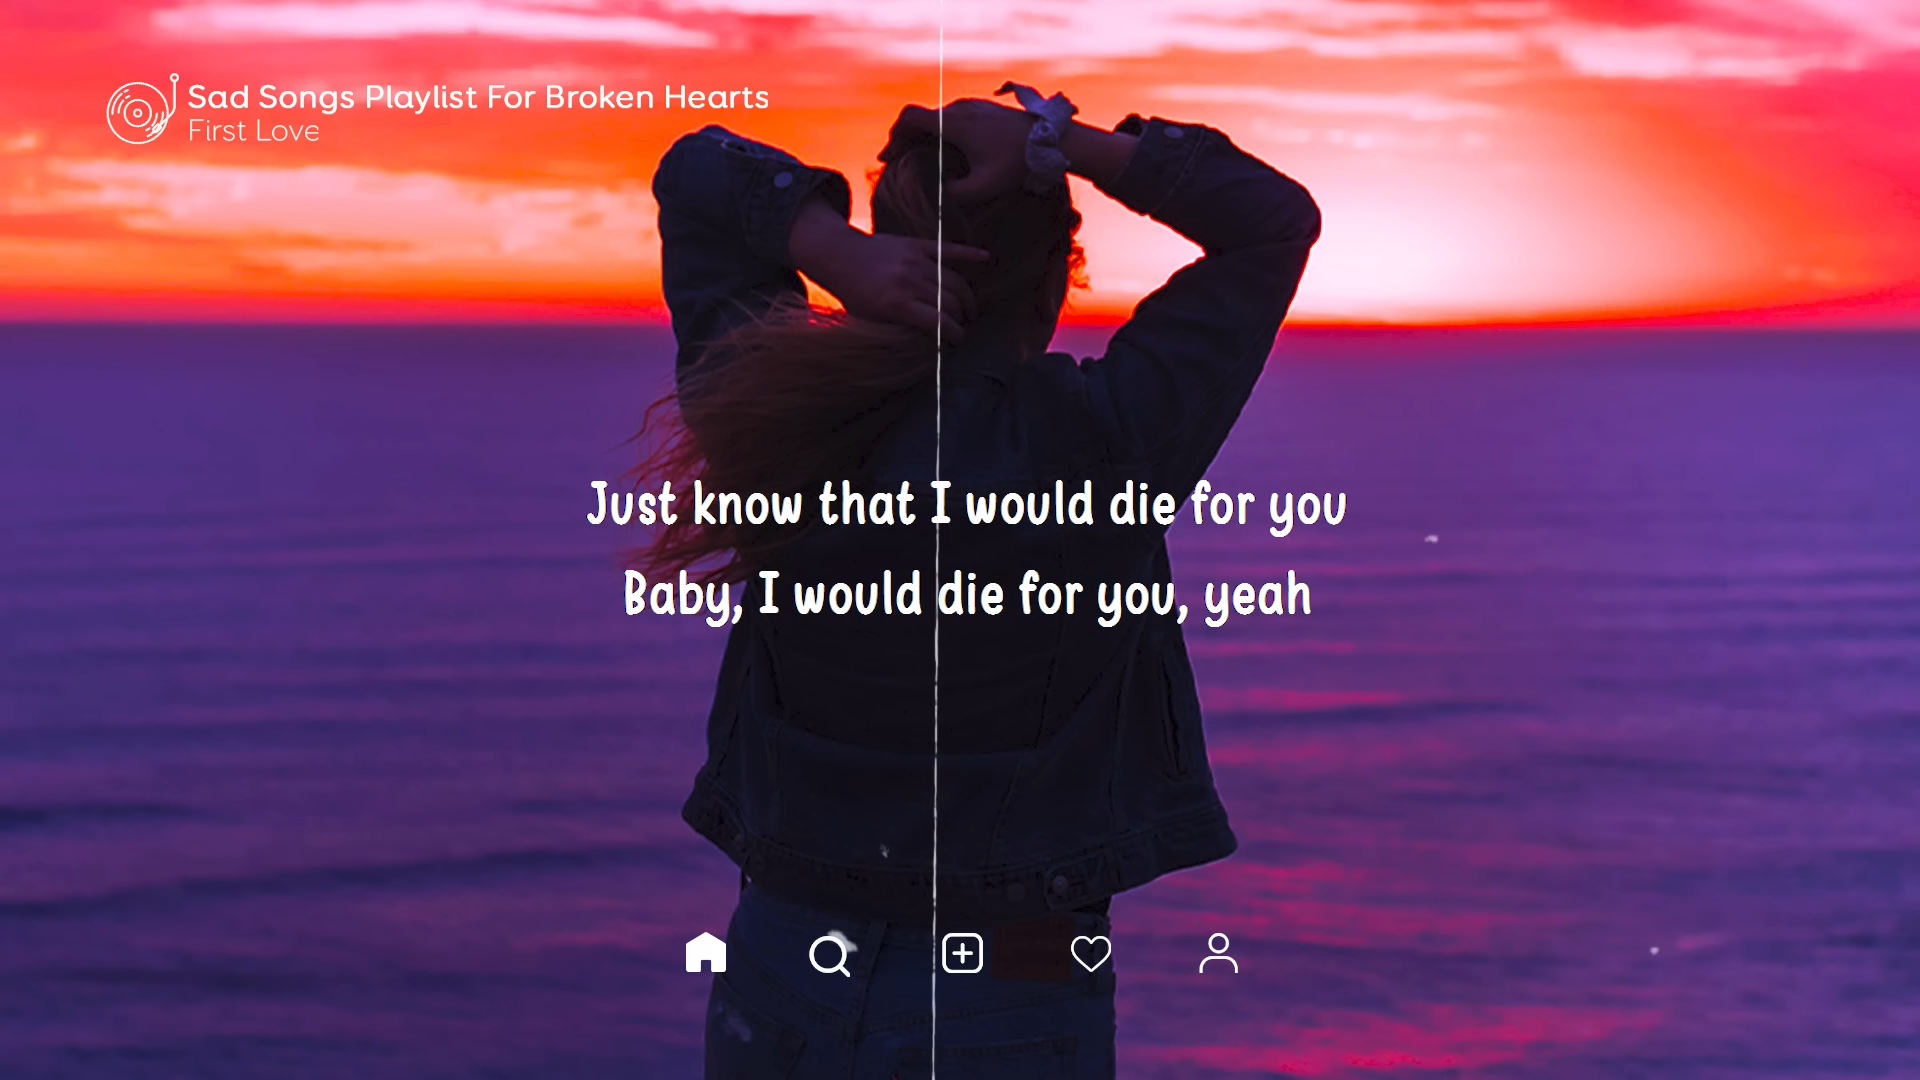 Sad Songs Playlist For Broken Hearts
First Love
Just know that I would die for you
Baby, I would die for you, yeah